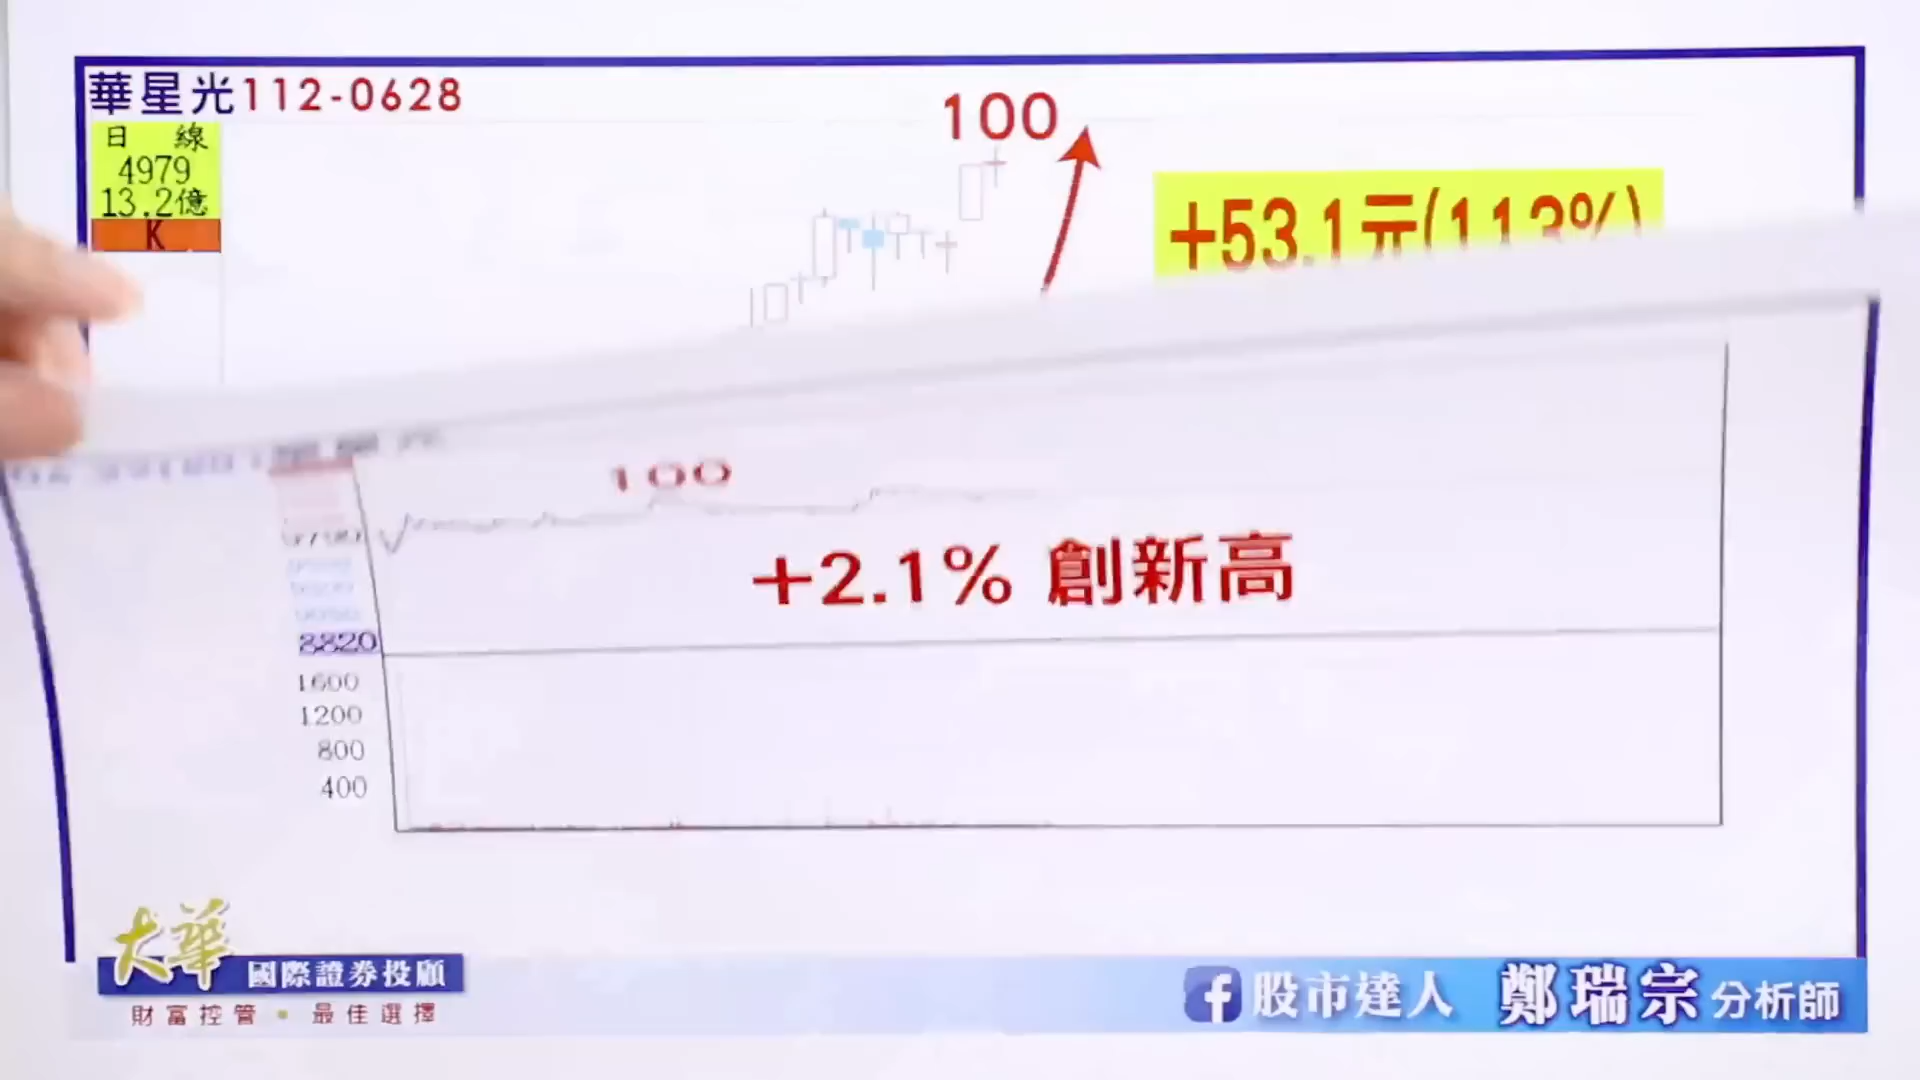 華星光112-0628
日 線
4979
13.2億
K
100
+53.1元(113%)
100
+2.1% 創新高
8820
1600
1200
800
400
大華
國際證券投顧
財富控管・最佳選擇
股市達人 鄭瑞宗 分析師